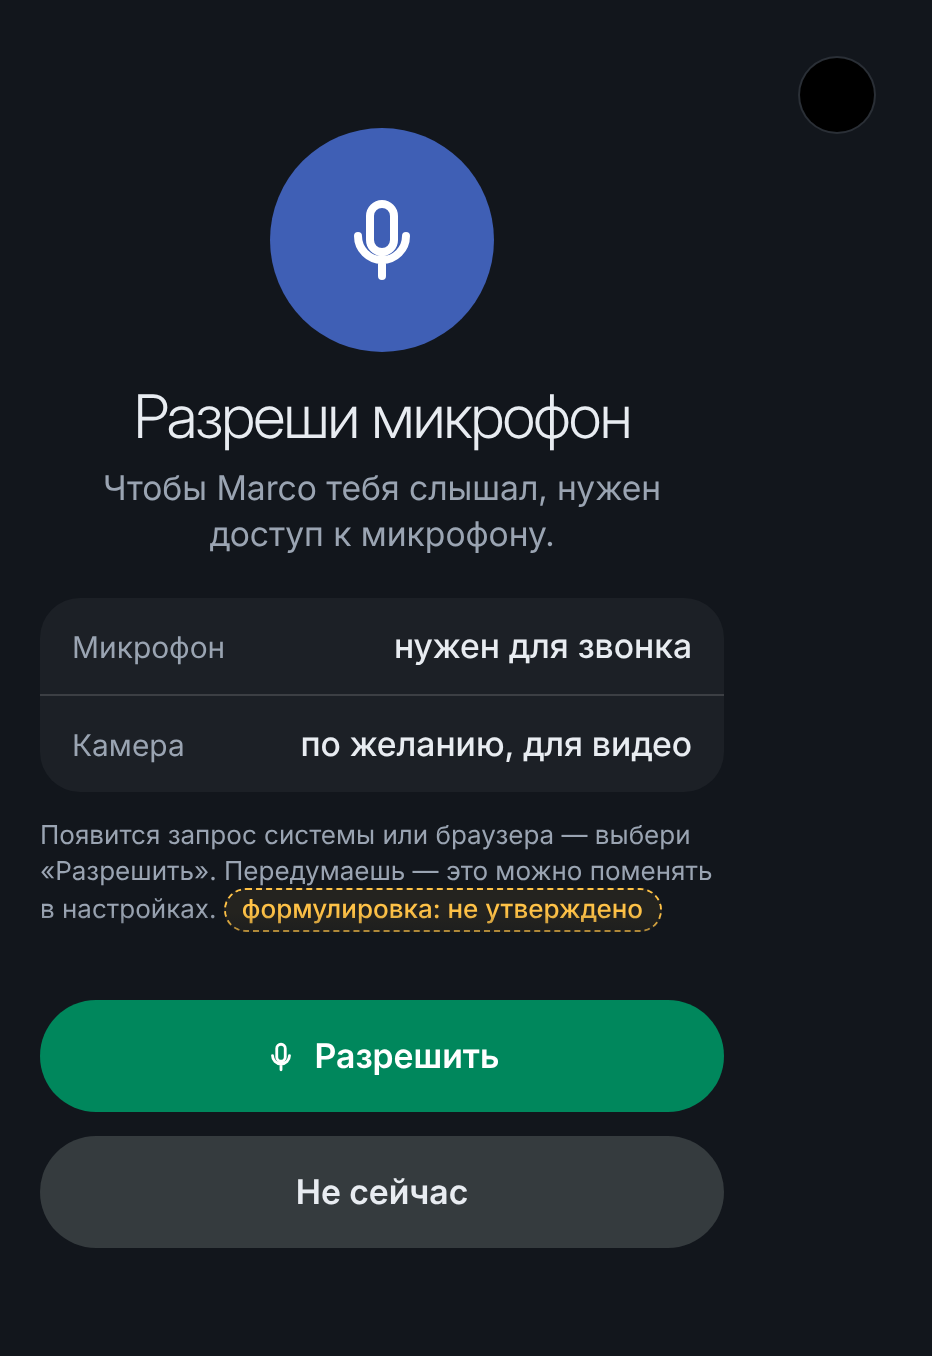 Разреши микрофон
Чтобы Marco тебя слышал, нужен
доступ к микрофону.
Микрофон нужен для звонка
Камера по желанию, для видео
Появится запрос системы или браузера — выбери
«Разрешить». Передумаешь — это можно поменять
в настройках. формулировка: не утверждено
Разрешить
Не сейчас